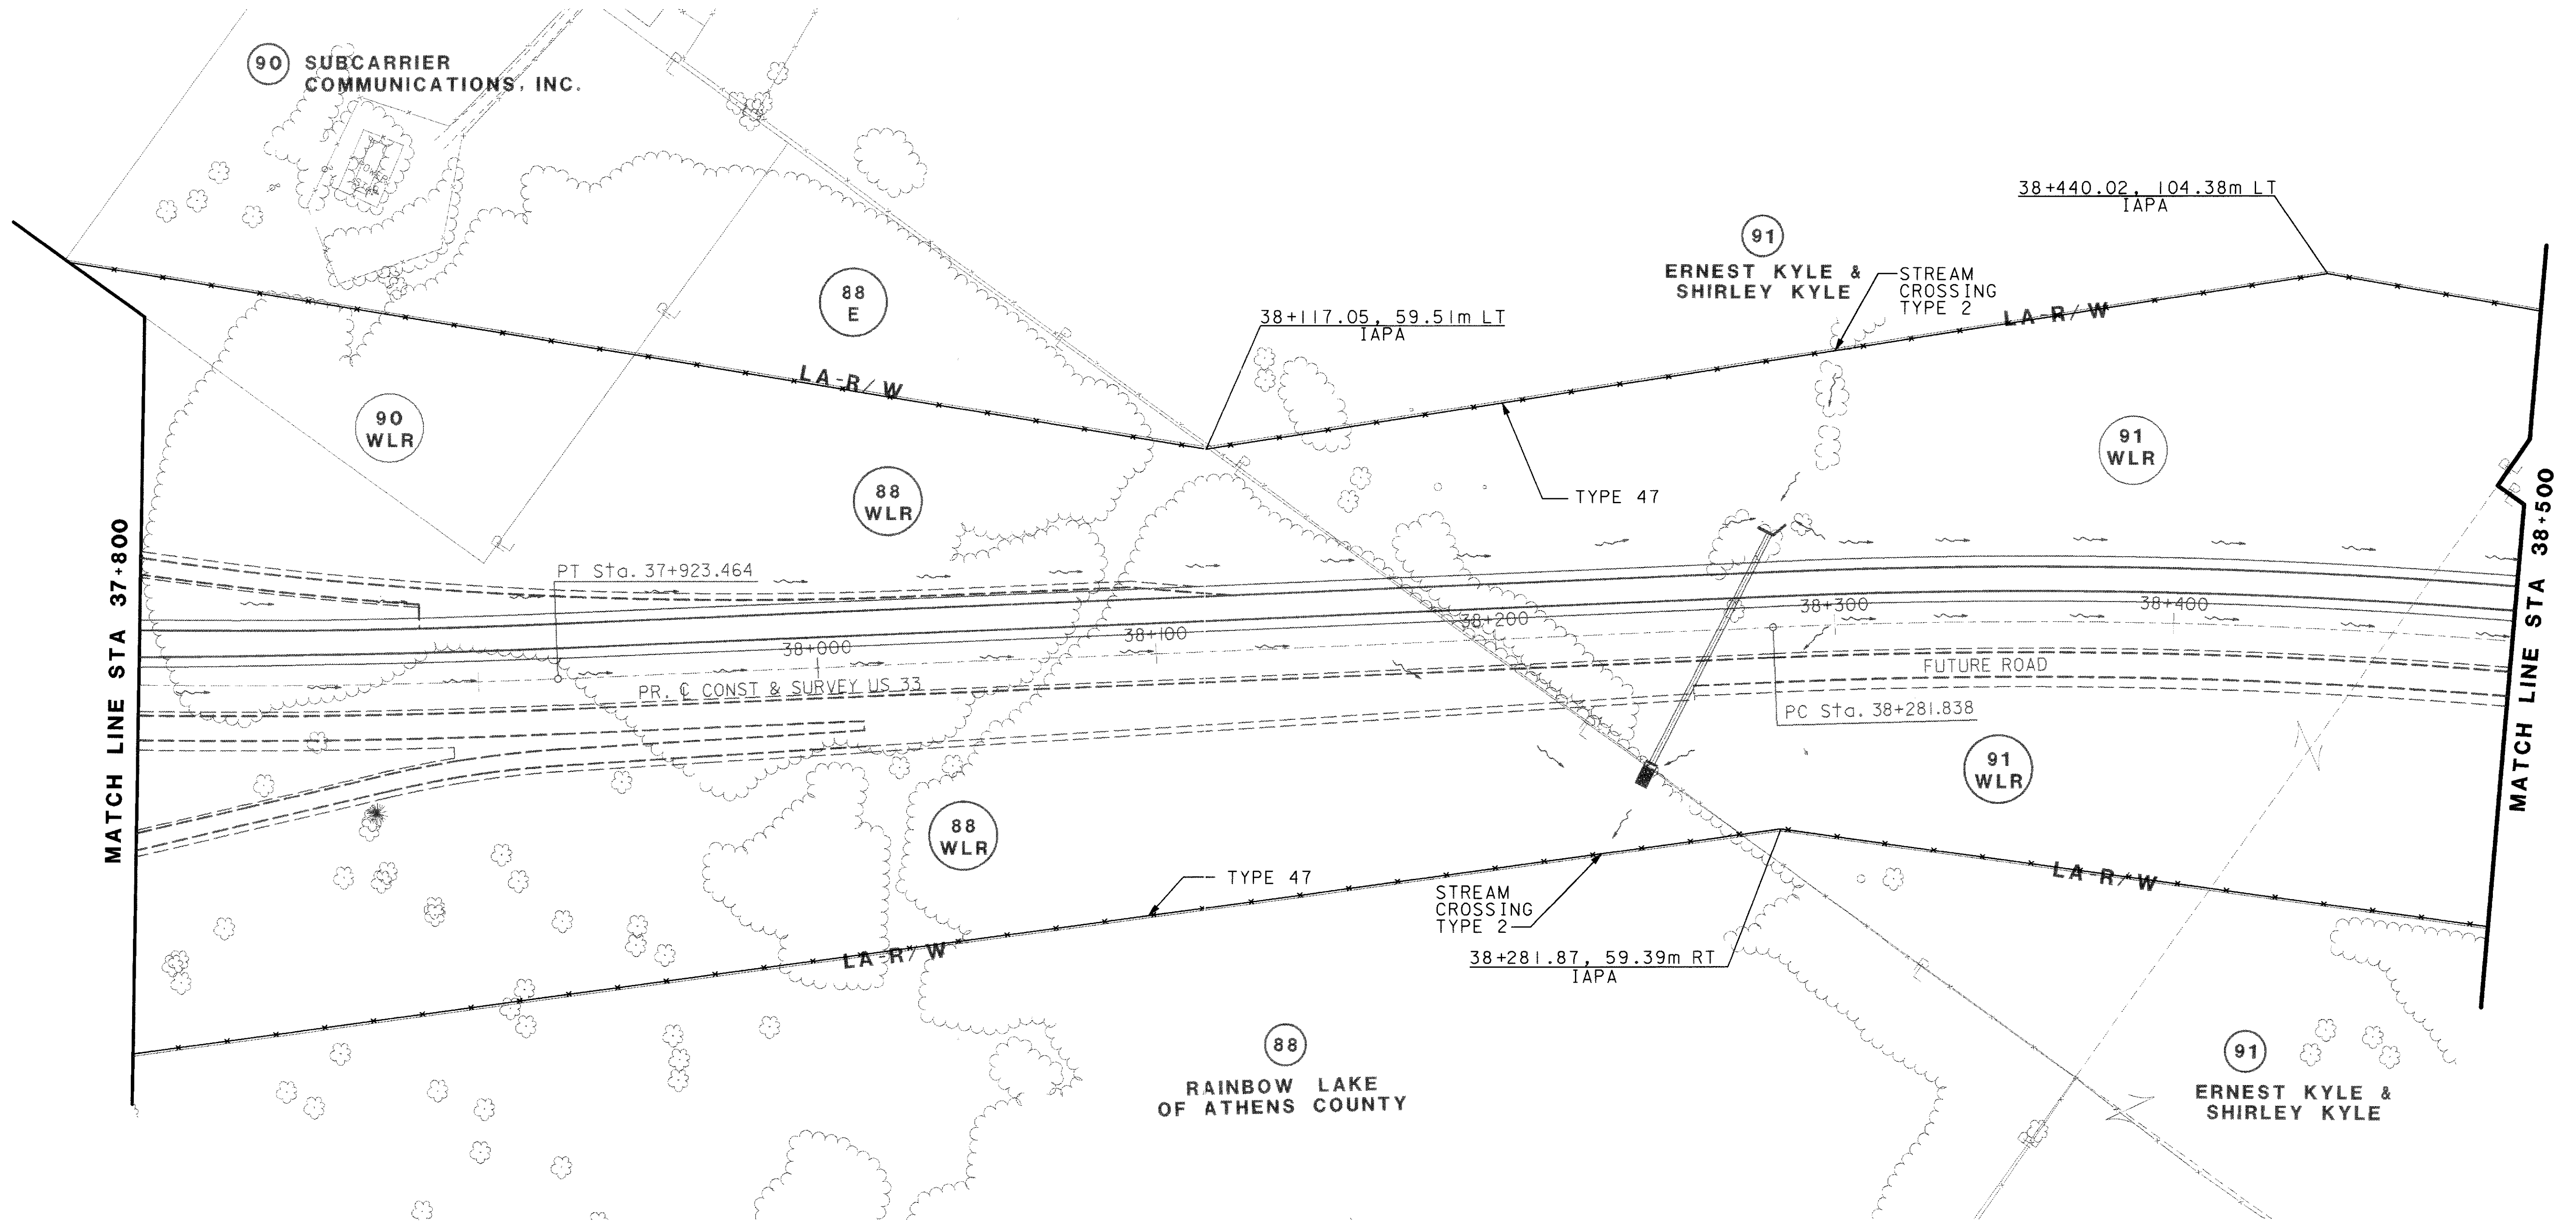 90 SUBCARRIER
COMMUNICATIONS, INC.
38+440.02, 104.38m LT
IAPA
91
ERNEST KYLE &
SHIRLEY KYLE
STREAM
CROSSING
TYPE 2
LA-R/W
88
E
38+117.05, 59.51m LT
IAPA
LA-R/W
90
WLR
88
WLR
TYPE 47
91
WLR
MATCH LINE STA 37+800
MATCH LINE STA 38+500
PT Sta. 37+923.464
38+000
38+100
38+200
38+300
38+400
PR. ℄ CONST & SURVEY US 33
FUTURE ROAD
PC Sta. 38+281.838
91
WLR
88
WLR
TYPE 47
STREAM
CROSSING
TYPE 2
LA-R/W
LA-R/W
38+281.87, 59.39m RT
IAPA
88
RAINBOW LAKE
OF ATHENS COUNTY
91
ERNEST KYLE &
SHIRLEY KYLE